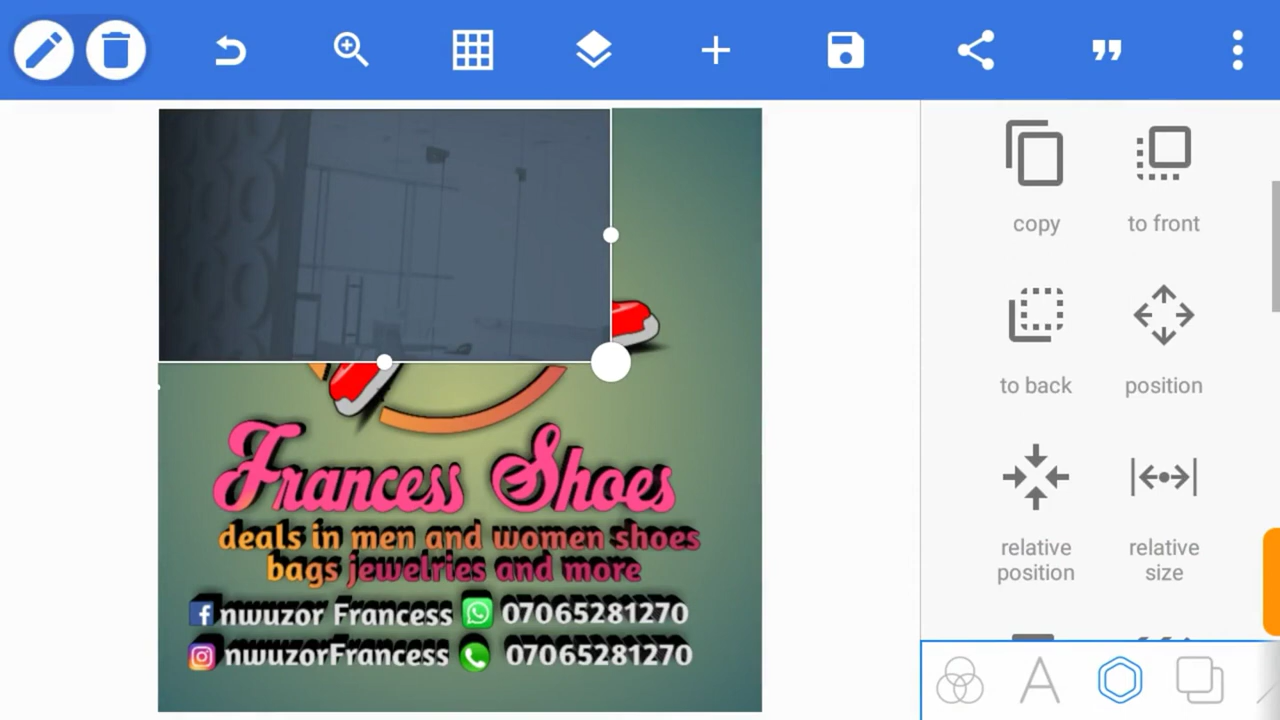 copy
to front
to back
position
relative
position
relative
size
Francess Shoes
deals in men and women shoes
bags jewelries and more
nwuzor Francess 07065281270
nwuzorFrancess 07065281270